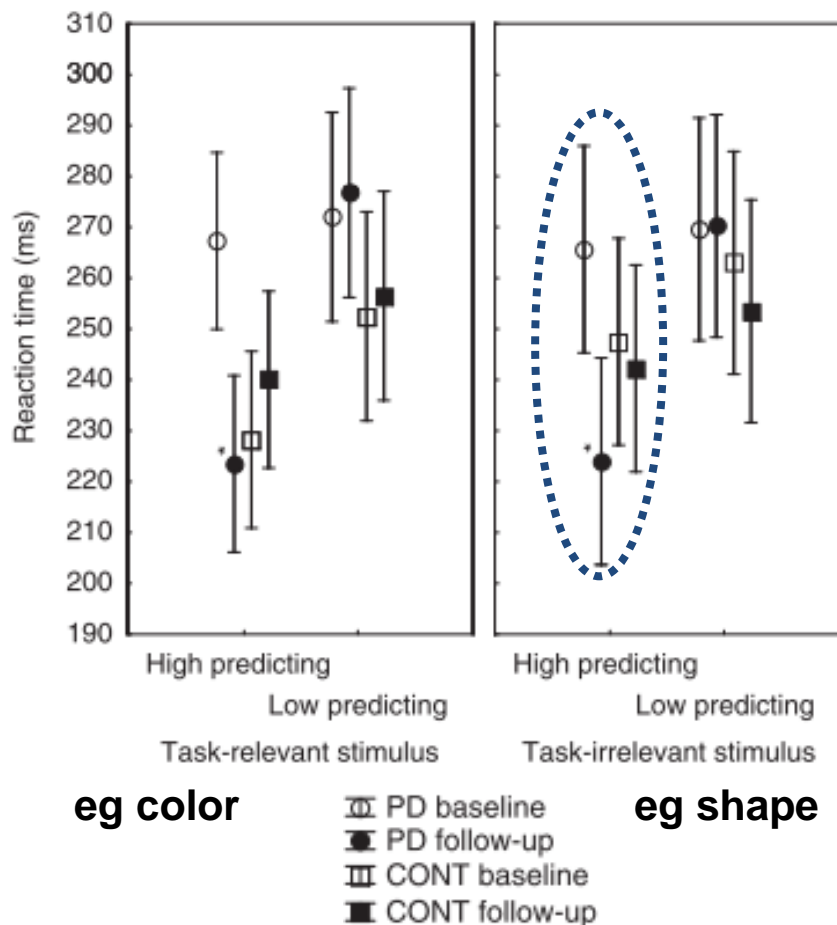 Reaction time (ms)
310
300
290
280
270
260
250
240
230
220
210
200
190
*
*
High predicting
Low predicting
Task-relevant stimulus
High predicting
Low predicting
Task-irrelevant stimulus
eg color
eg shape
PD baseline
PD follow-up
CONT baseline
CONT follow-up